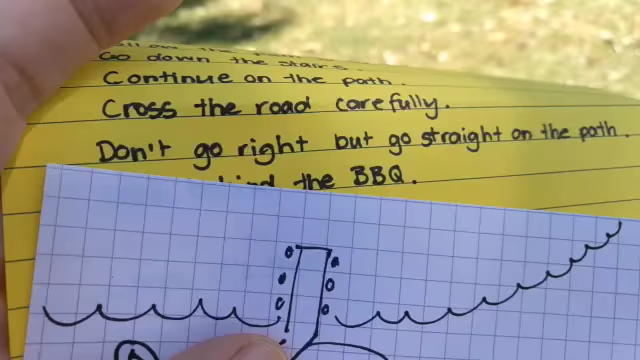 Go down the stairs.
Continue on the path.
Cross the road carefully.
Don't go right but go straight on the path.
the BBQ.